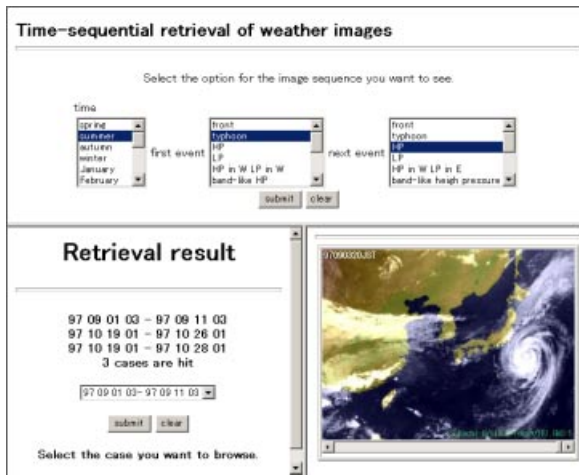 Time-sequential retrieval of weather images
Select the option for the image sequence you want to see.
time
spring
summer
autumn
winter
January
February
first event
front
typhoon
HP
LP
HP in W LP in W
band-like HP
next event
front
typhoon
HP
LP
HP in W LP in E
band-like heigh pressure
submit clear
Retrieval result
97 09 01 03 - 97 09 11 03
97 10 19 01 - 97 10 26 01
97 10 19 01 - 97 10 28 01
3 cases are hit
97 09 01 03- 97 09 11 03
submit clear
Select the case you want to browse.
97090320JST